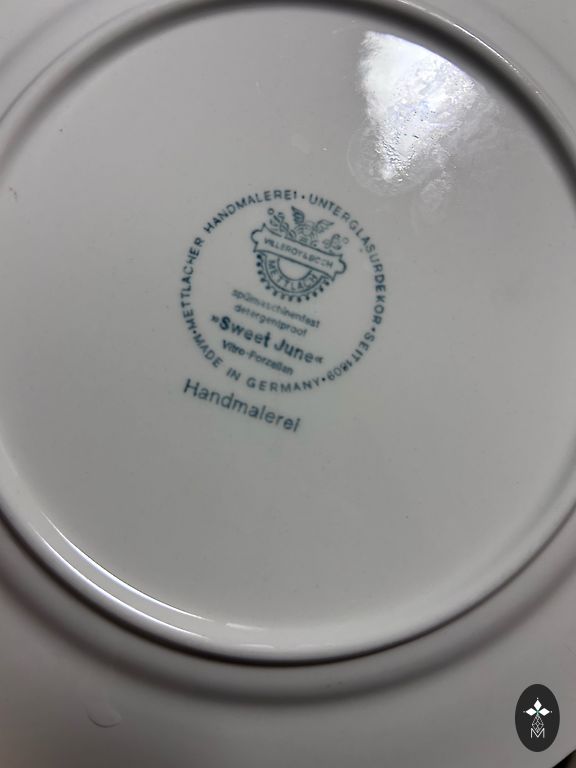 METTLACHER HANDMALEREI · UNTERGLASURDEKOR · SEIT 1809
MADE IN GERMANY
VILLEROY & BOCH
METTLACH
spülmaschinenfest
detergentproof
»Sweet June«
Vitro-Porzellan
Handmalerei
M